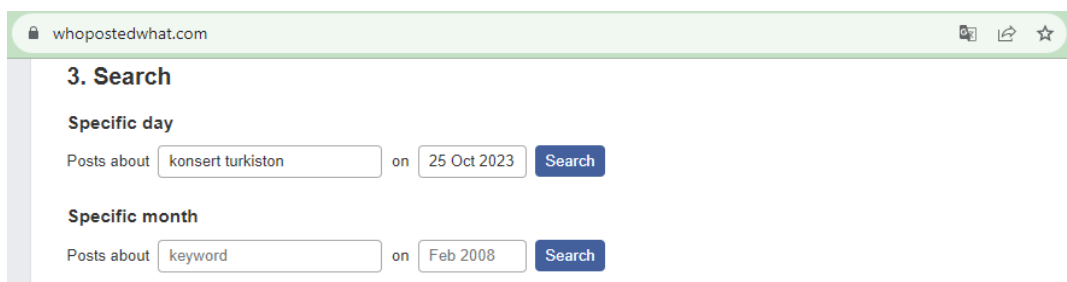 whopostedwhat.com
3. Search
Specific day
Posts about konsert turkiston on 25 Oct 2023 Search
Specific month
Posts about keyword on Feb 2008 Search